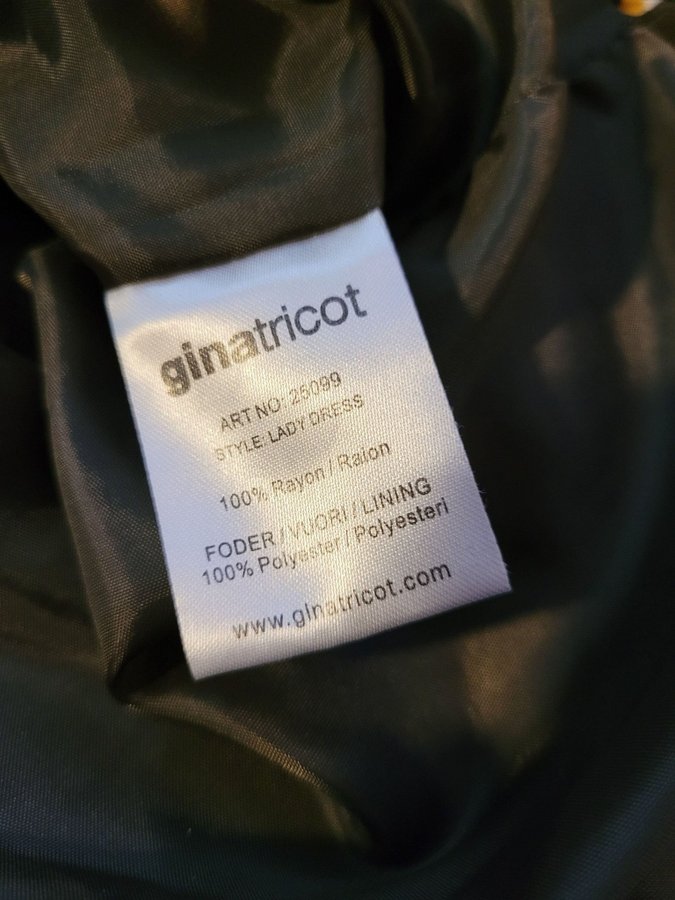 ginatricot
ART NO: 25099
STYLE: LADY DRESS
100% Rayon / Raion
FODER / VUORI / LINING
100% Polyester / Polyesteri
www.ginatricot.com